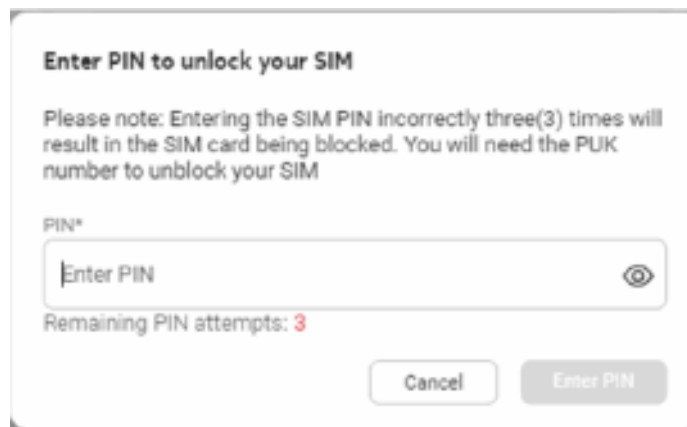 Enter PIN to unlock your SIM
Please note: Entering the SIM PIN incorrectly three(3) times will
result in the SIM card being blocked. You will need the PUK
number to unblock your SIM
PIN*
Enter PIN
Remaining PIN attempts: 3
Cancel
Enter PIN